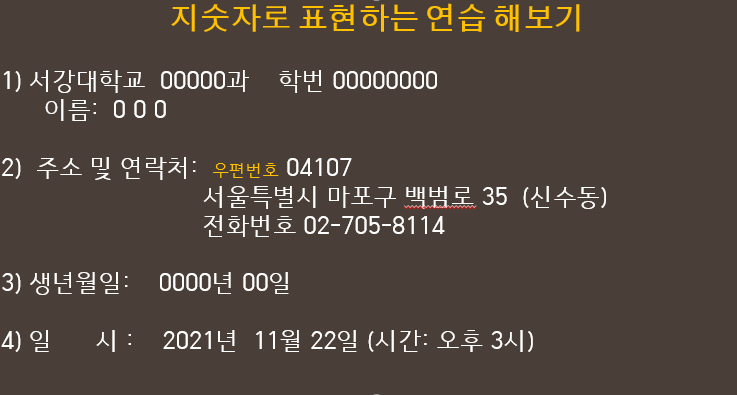 지숫자로 표현하는 연습 해보기
1) 서강대학교 00000과 학번 00000000
이름: 0 0 0
2) 주소 및 연락처: 우편번호 04107
서울특별시 마포구 백범로 35 (신수동)
전화번호 02-705-8114
3) 생년월일: 0000년 00일
4) 일 시 : 2021년 11월 22일 (시간: 오후 3시)